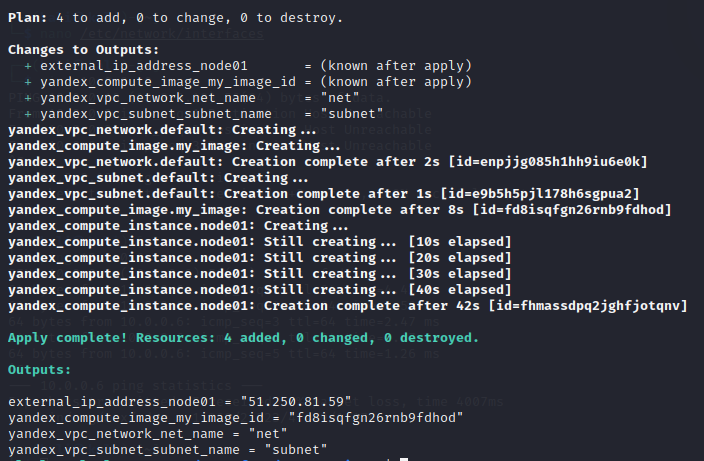 Plan: 4 to add, 0 to change, 0 to destroy.
/etc/network/interfaces
Changes to Outputs:
+ external_ip_address_node01       = (known after apply)
+ yandex_compute_image_my_image_id = (known after apply)
+ yandex_vpc_network_net_name      = "net"
+ yandex_vpc_subnet_subnet_name    = "subnet"
yandex_vpc_network.default: Creating...
yandex_compute_image.my_image: Creating...
yandex_vpc_network.default: Creation complete after 2s [id=enpjjg085h1hh9iu6e0k]
yandex_vpc_subnet.default: Creating...
yandex_vpc_subnet.default: Creation complete after 1s [id=e9b5h5pjl178h6sgpua2]
yandex_compute_image.my_image: Creation complete after 8s [id=fd8isqfgn26rnb9fdhod]
yandex_compute_instance.node01: Creating...
yandex_compute_instance.node01: Still creating... [10s elapsed]
yandex_compute_instance.node01: Still creating... [20s elapsed]
yandex_compute_instance.node01: Still creating... [30s elapsed]
yandex_compute_instance.node01: Still creating... [40s elapsed]
yandex_compute_instance.node01: Creation complete after 42s [id=fhmassdpq2jghfjotqnv]
Apply complete! Resources: 4 added, 0 changed, 0 destroyed.
Outputs:
external_ip_address_node01 = "51.250.81.59"
yandex_compute_image_my_image_id = "fd8isqfgn26rnb9fdhod"
yandex_vpc_network_net_name = "net"
yandex_vpc_subnet_subnet_name = "subnet"